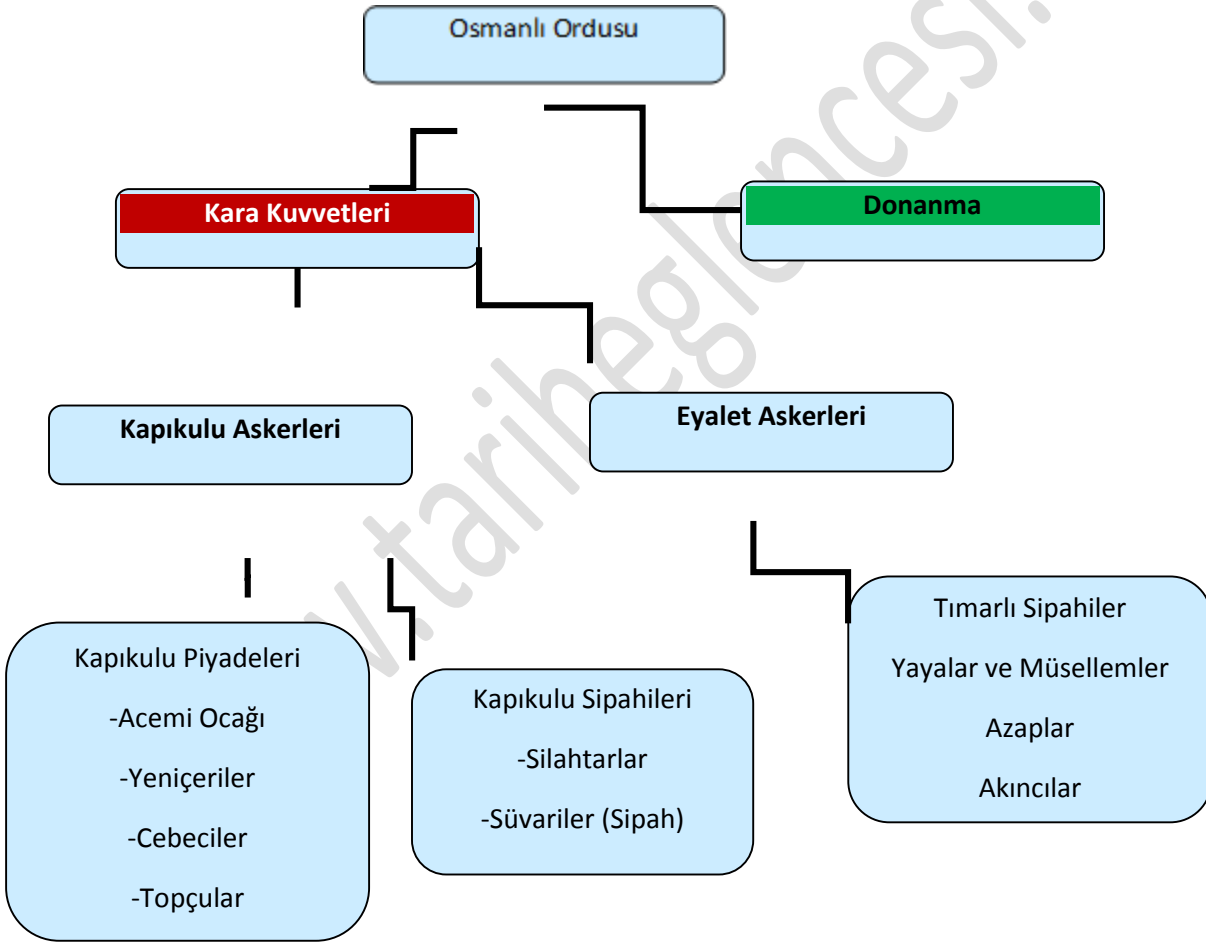 Osmanlı Ordusu
Kara Kuvvetleri
Donanma
Kapıkulu Askerleri
Eyalet Askerleri
Kapıkulu Piyadeleri
-Acemi Ocağı
-Yeniçeriler
-Cebeciler
-Topçular
Kapıkulu Sipahileri
-Silahtarlar
-Süvariler (Sipah)
Tımarlı Sipahiler
Yayalar ve Müsellemler
Azaplar
Akıncılar
v.tariheglencesi.